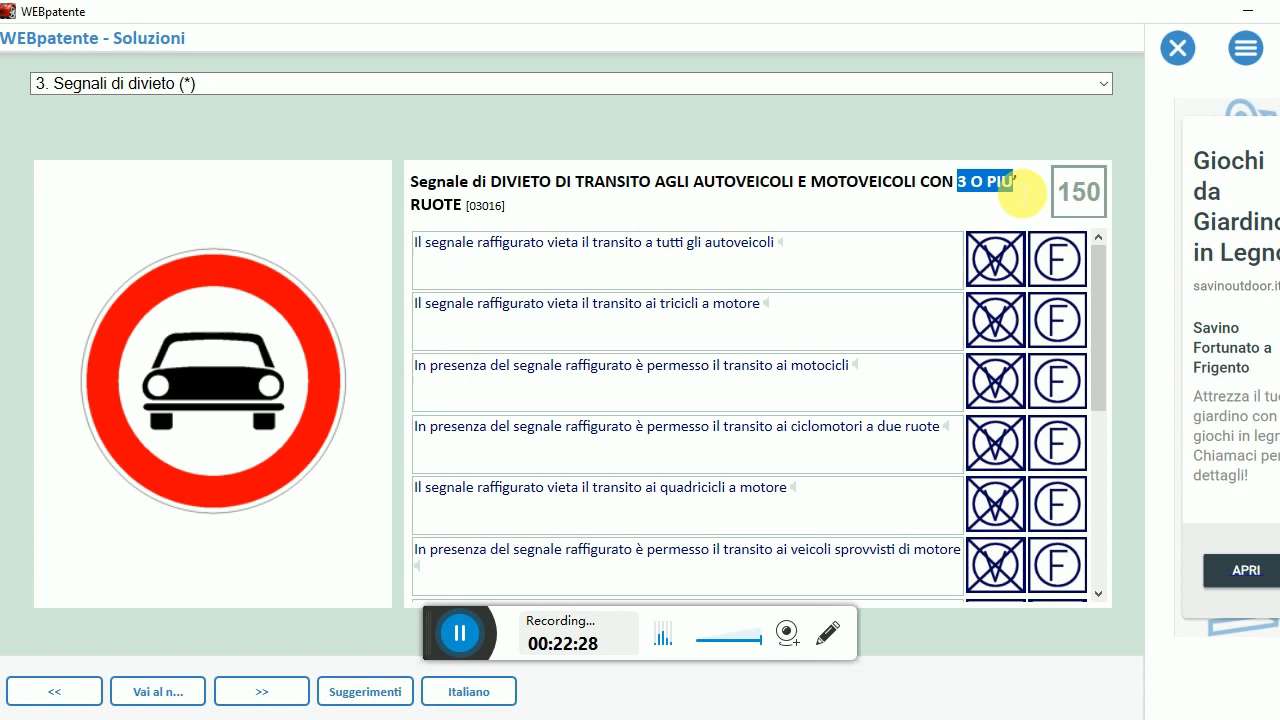 WEBpatente
WEBpatente - Soluzioni
3. Segnali di divieto (*)
Segnale di DIVIETO DI TRANSITO AGLI AUTOVEICOLI E MOTOVEICOLI CON 3 O PIU'
RUOTE [03016]
150
Il segnale raffigurato vieta il transito a tutti gli autoveicoli
V F
Il segnale raffigurato vieta il transito ai tricicli a motore
V F
In presenza del segnale raffigurato è permesso il transito ai motocicli
V F
In presenza del segnale raffigurato è permesso il transito ai ciclomotori a due ruote
V F
Il segnale raffigurato vieta il transito ai quadricicli a motore
V F
In presenza del segnale raffigurato è permesso il transito ai veicoli sprovvisti di motore
V F
Recording...
00:22:28
<<
Vai al n...
>>
Suggerimenti
Italiano
Giochi
da
Giardino
in Legno
savinoutdoor.it
Savino
Fortunato a
Frigento
Attrezza il tuo
giardino con
giochi in legn
Chiamaci per
dettagli!
APRI